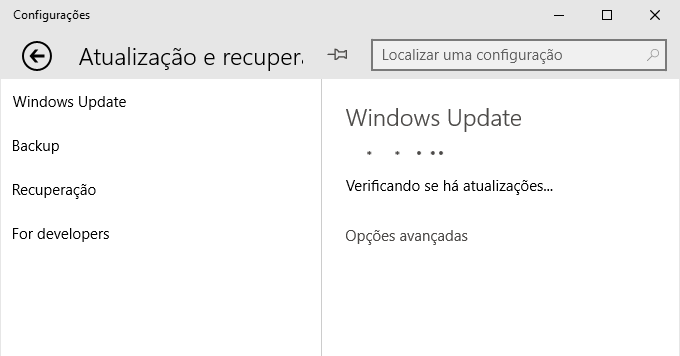 Configurações
Atualização e recuper
Localizar uma configuração
Windows Update
Backup
Recuperação
For developers
Windows Update
Verificando se há atualizações...
Opções avançadas